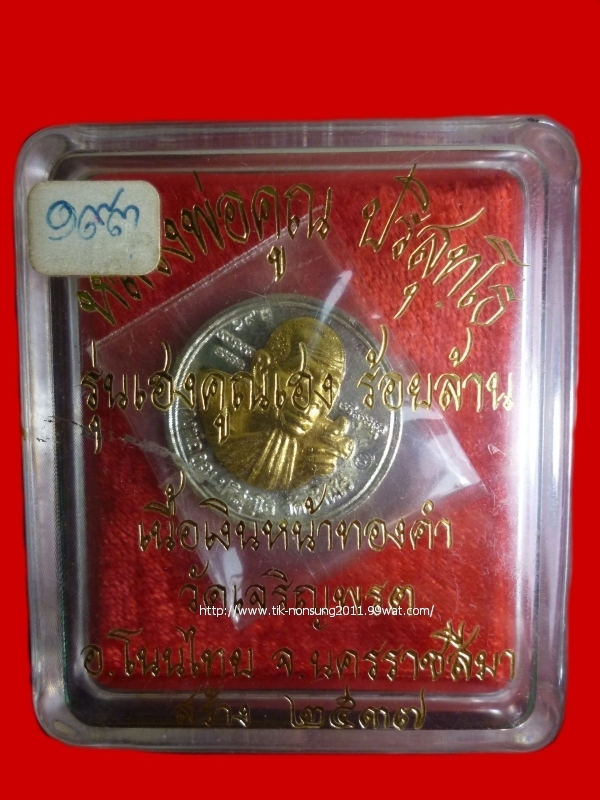 ๑๙๓
หลวงพ่อคูณ ปริสุทโธ
รุ่นเฮงคูณเฮง ร้อยล้าน
เนื้อเงินหน้าทองคำ
วัดเจริญพรต
http://www.tik-nonsung2011.99wat.com/
อ.โนนไทย จ.นครราชสีมา
สร้าง ๒๕๓๗